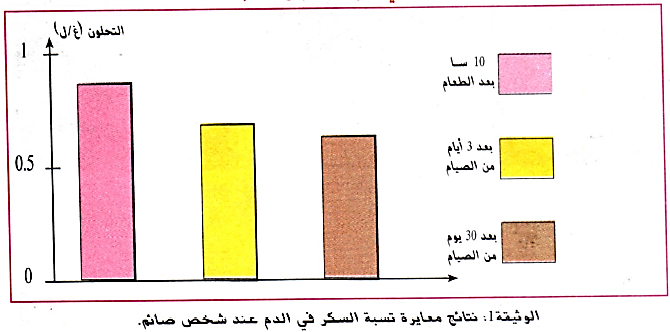 التحلون (غ/ل)
1
0.5
0
10 سا
بعد الطعام
بعد 3 أيام
من الصيام
بعد 30 يوم
من الصيام
الوثيقة1: نتائج معايرة نسبة السكر في الدم عند شخص صائم.